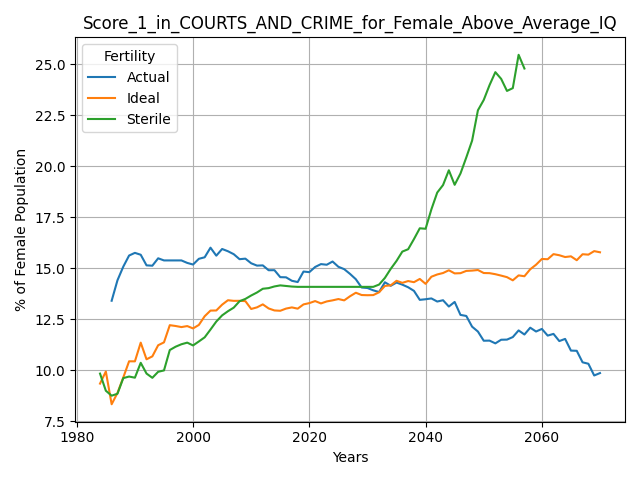 Score_1_in_COURTS_AND_CRIME_for_Female_Above_Average_IQ
Fertility
Actual
Ideal
Sterile
% of Female Population
25.0
22.5
20.0
17.5
15.0
12.5
10.0
7.5
1980
2000
2020
2040
2060
Years